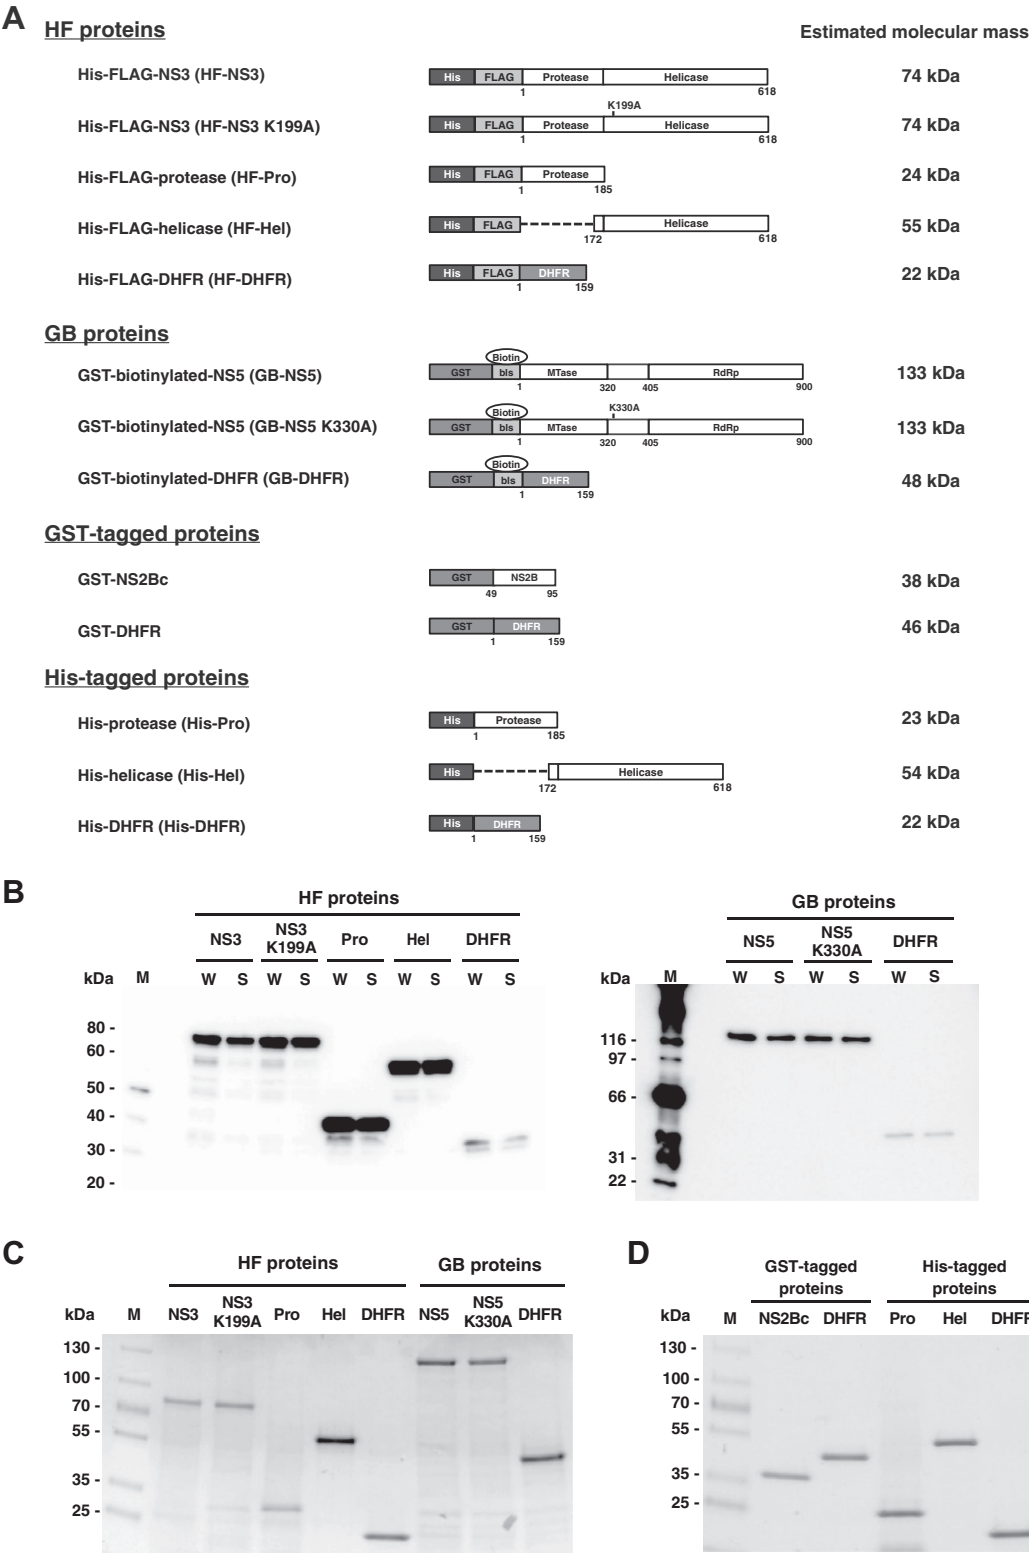 A
HF proteins
Estimated molecular mass
His-FLAG-NS3 (HF-NS3)
His FLAG Protease Helicase
1 618
74 kDa
His-FLAG-NS3 (HF-NS3 K199A)
K199A
His FLAG Protease Helicase
1 618
74 kDa
His-FLAG-protease (HF-Pro)
His FLAG Protease
1 185
24 kDa
His-FLAG-helicase (HF-Hel)
His FLAG Helicase
172 618
55 kDa
His-FLAG-DHFR (HF-DHFR)
His FLAG DHFR
1 159
22 kDa
GB proteins
GST-biotinylated-NS5 (GB-NS5)
Biotin
GST bls MTase RdRp
1 320 405 900
133 kDa
GST-biotinylated-NS5 (GB-NS5 K330A)
Biotin K330A
GST bls MTase RdRp
1 320 405 900
133 kDa
GST-biotinylated-DHFR (GB-DHFR)
Biotin
GST bls DHFR
1 159
48 kDa
GST-tagged proteins
GST-NS2Bc
GST NS2B
49 95
38 kDa
GST-DHFR
GST DHFR
1 159
46 kDa
His-tagged proteins
His-protease (His-Pro)
His Protease
1 185
23 kDa
His-helicase (His-Hel)
His Helicase
172 618
54 kDa
His-DHFR (His-DHFR)
His DHFR
1 159
22 kDa
B
HF proteins
NS3 NS3 K199A Pro Hel DHFR
kDa M W S W S W S W S W S
80 -
60 -
50 -
40 -
30 -
20 -
GB proteins
NS5 NS5 K330A DHFR
kDa M W S W S W S
116 -
97 -
66 -
31 -
22 -
C
HF proteins GB proteins
kDa M NS3 NS3 K199A Pro Hel DHFR NS5 NS5 K330A DHFR
130 -
100 -
70 -
55 -
35 -
25 -
D
GST-tagged proteins His-tagged proteins
kDa M NS2Bc DHFR Pro Hel DHFR
130 -
100 -
70 -
55 -
35 -
25 -